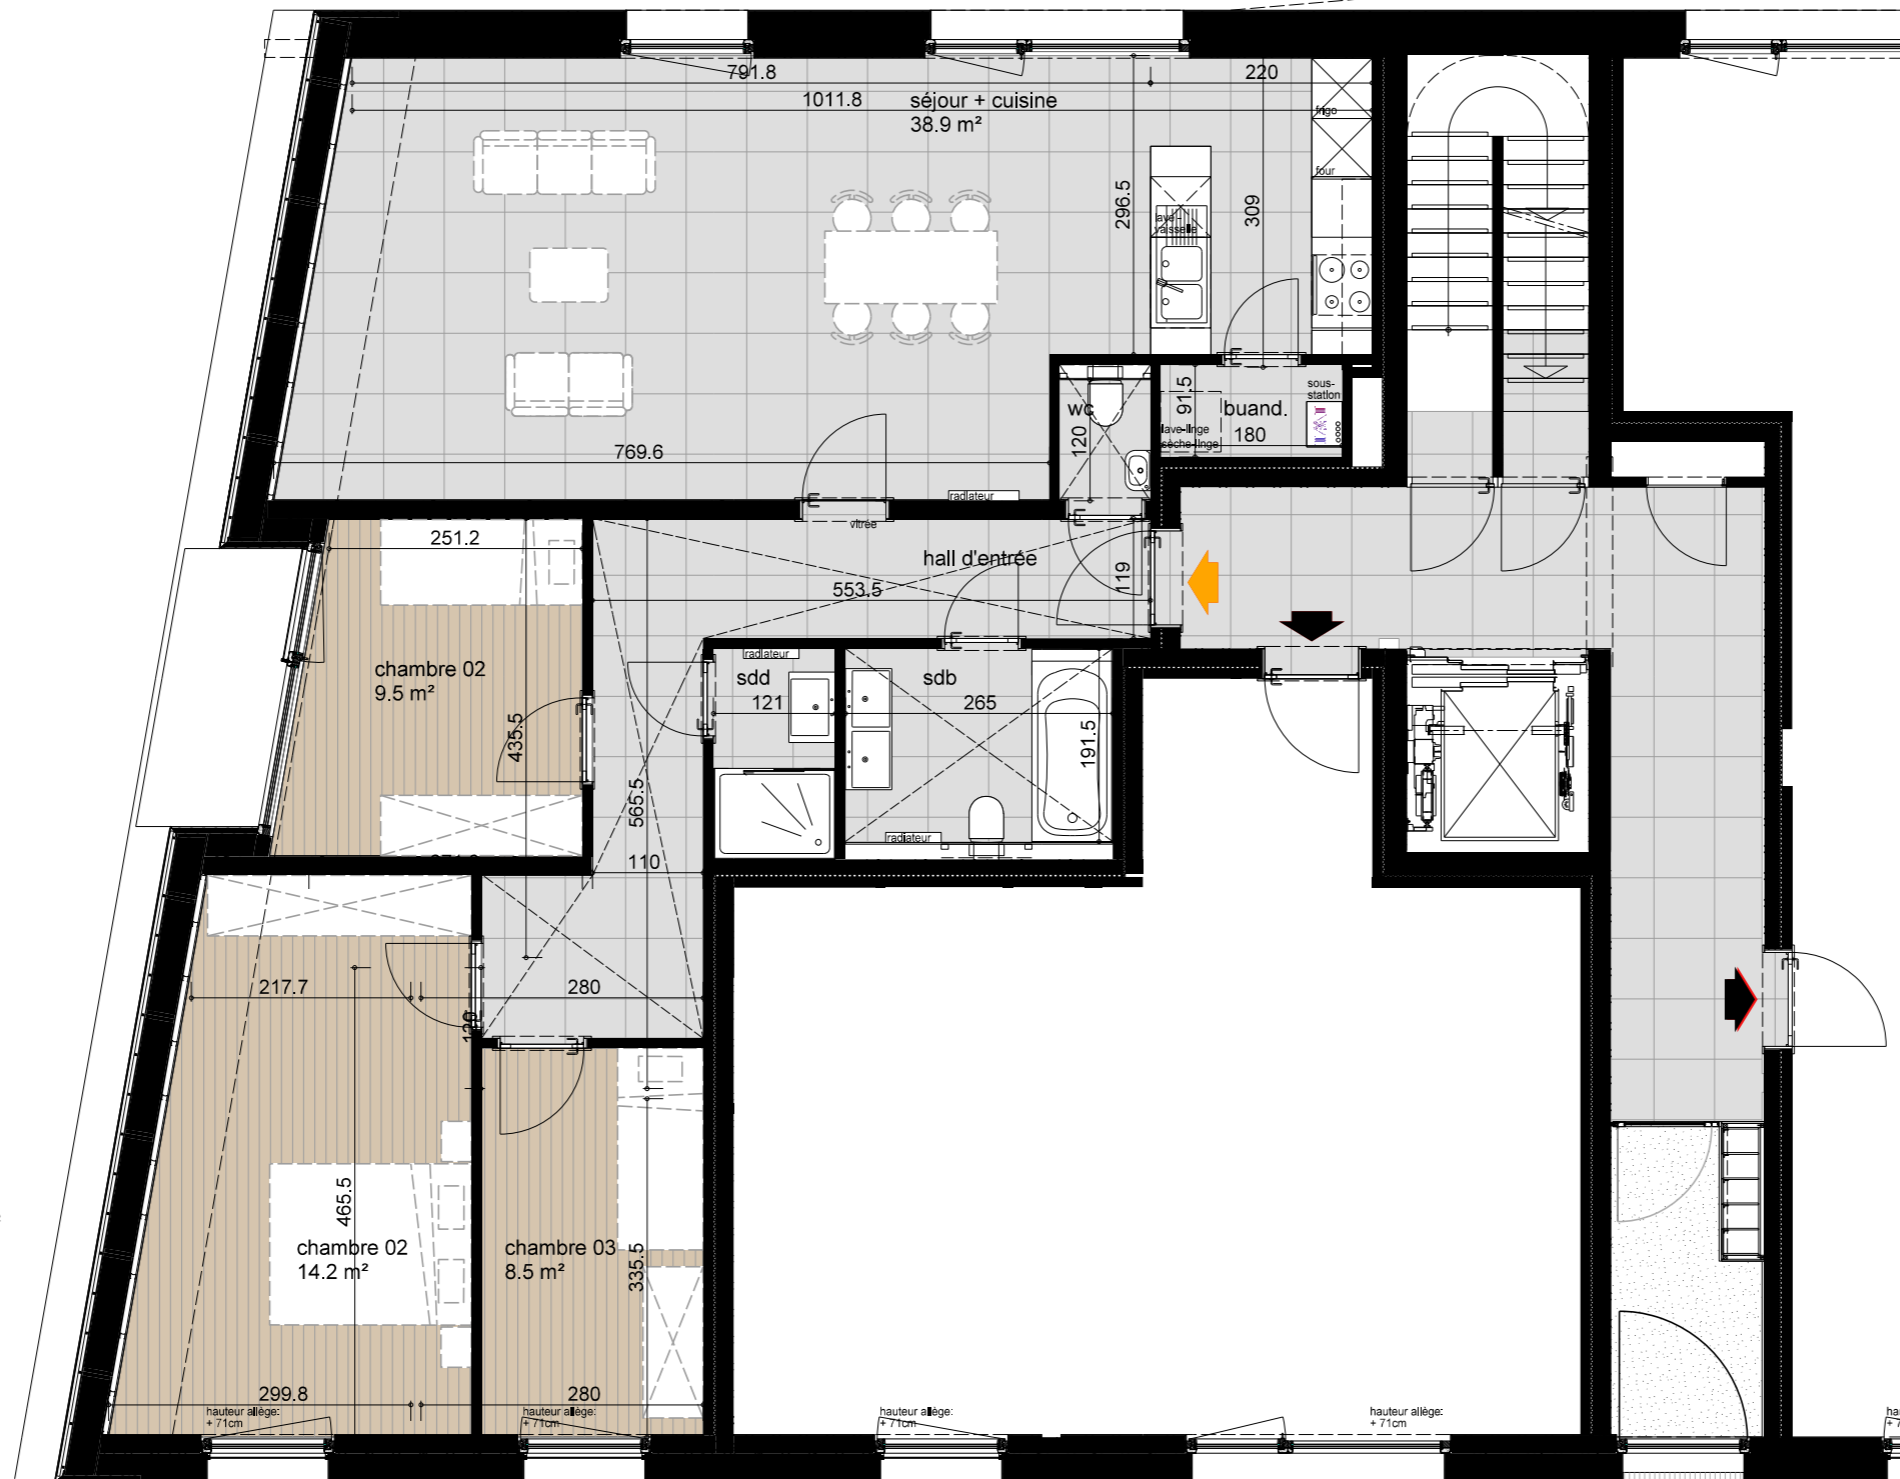 791.8
220
1011.8
séjour + cuisine
38.9 m²
frigo
four
296.5
309
lave -
vaisselle
wc
120
91.5
buand.
180
sous-
station
lave-linge
sèche-linge
769.6
radiateur
vitrée
251.2
hall d'entrée
553.5
119
chambre 02
9.5 m²
435.5
radiateur
sdd
121
sdb
265
191.5
565.5
radiateur
110
217.7
280
465.5
chambre 02
14.2 m²
chambre 03
8.5 m²
335.5
299.8
280
hauteur allège:
+ 71cm
hauteur allège:
+ 71cm
hauteur allège:
+ 71cm
hauteur allège:
+ 71cm